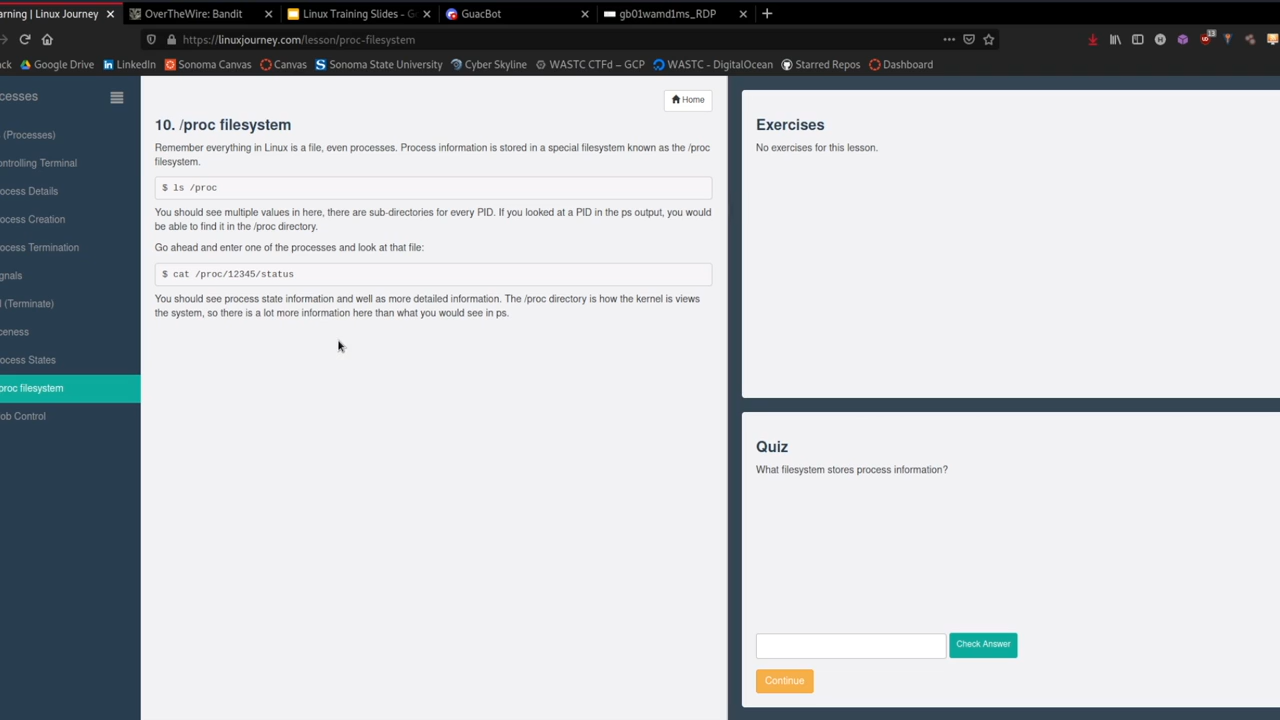 arning | Linux Journey
OverTheWire: Bandit
Linux Training Slides - G
GuacBot
gb01wamd1ms_RDP
https://linuxjourney.com/lesson/proc-filesystem
13
ack
Google Drive
LinkedIn
Sonoma Canvas
Canvas
Sonoma State University
Cyber Skyline
WASTC CTFd – GCP
WASTC - DigitalOcean
Starred Repos
Dashboard
cesses
(Processes)
ontrolling Terminal
ocess Details
ocess Creation
ocess Termination
gnals
l (Terminate)
ceness
ocess States
proc filesystem
ob Control
Home
10. /proc filesystem
Remember everything in Linux is a file, even processes. Process information is stored in a special filesystem known as the /proc
filesystem.
$ ls /proc
You should see multiple values in here, there are sub-directories for every PID. If you looked at a PID in the ps output, you would
be able to find it in the /proc directory.
Go ahead and enter one of the processes and look at that file:
$ cat /proc/12345/status
You should see process state information and well as more detailed information. The /proc directory is how the kernel is views
the system, so there is a lot more information here than what you would see in ps.
Exercises
No exercises for this lesson.
Quiz
What filesystem stores process information?
Check Answer
Continue